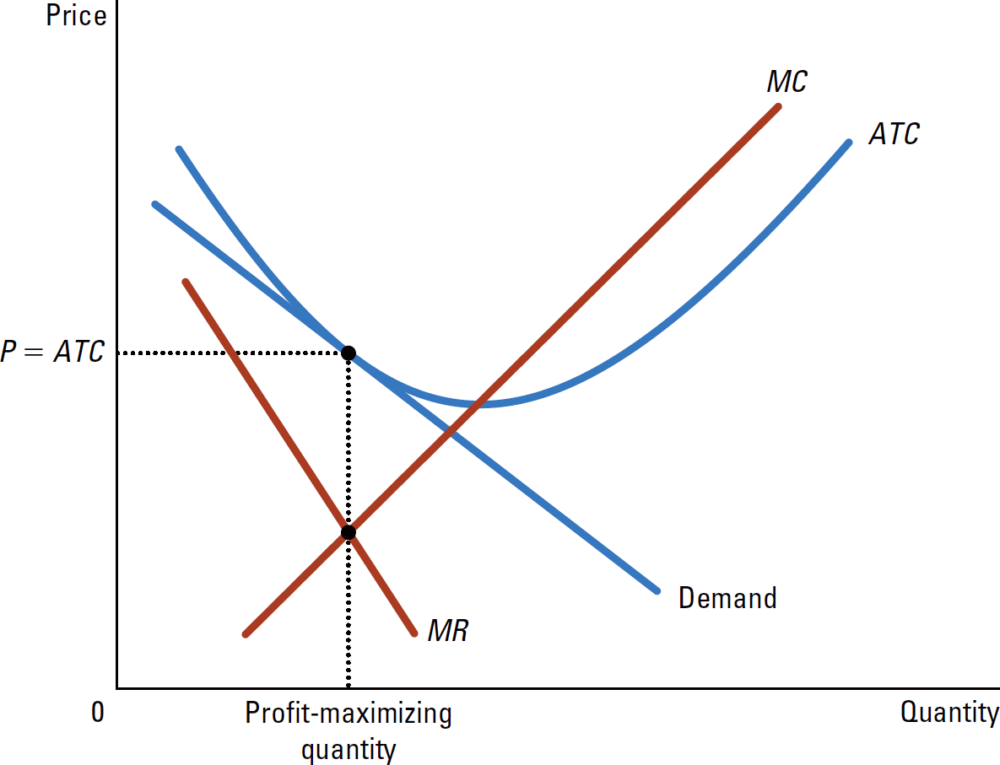 Price
MC
ATC
P = ATC
Demand
MR
0
Profit-maximizing
quantity
Quantity